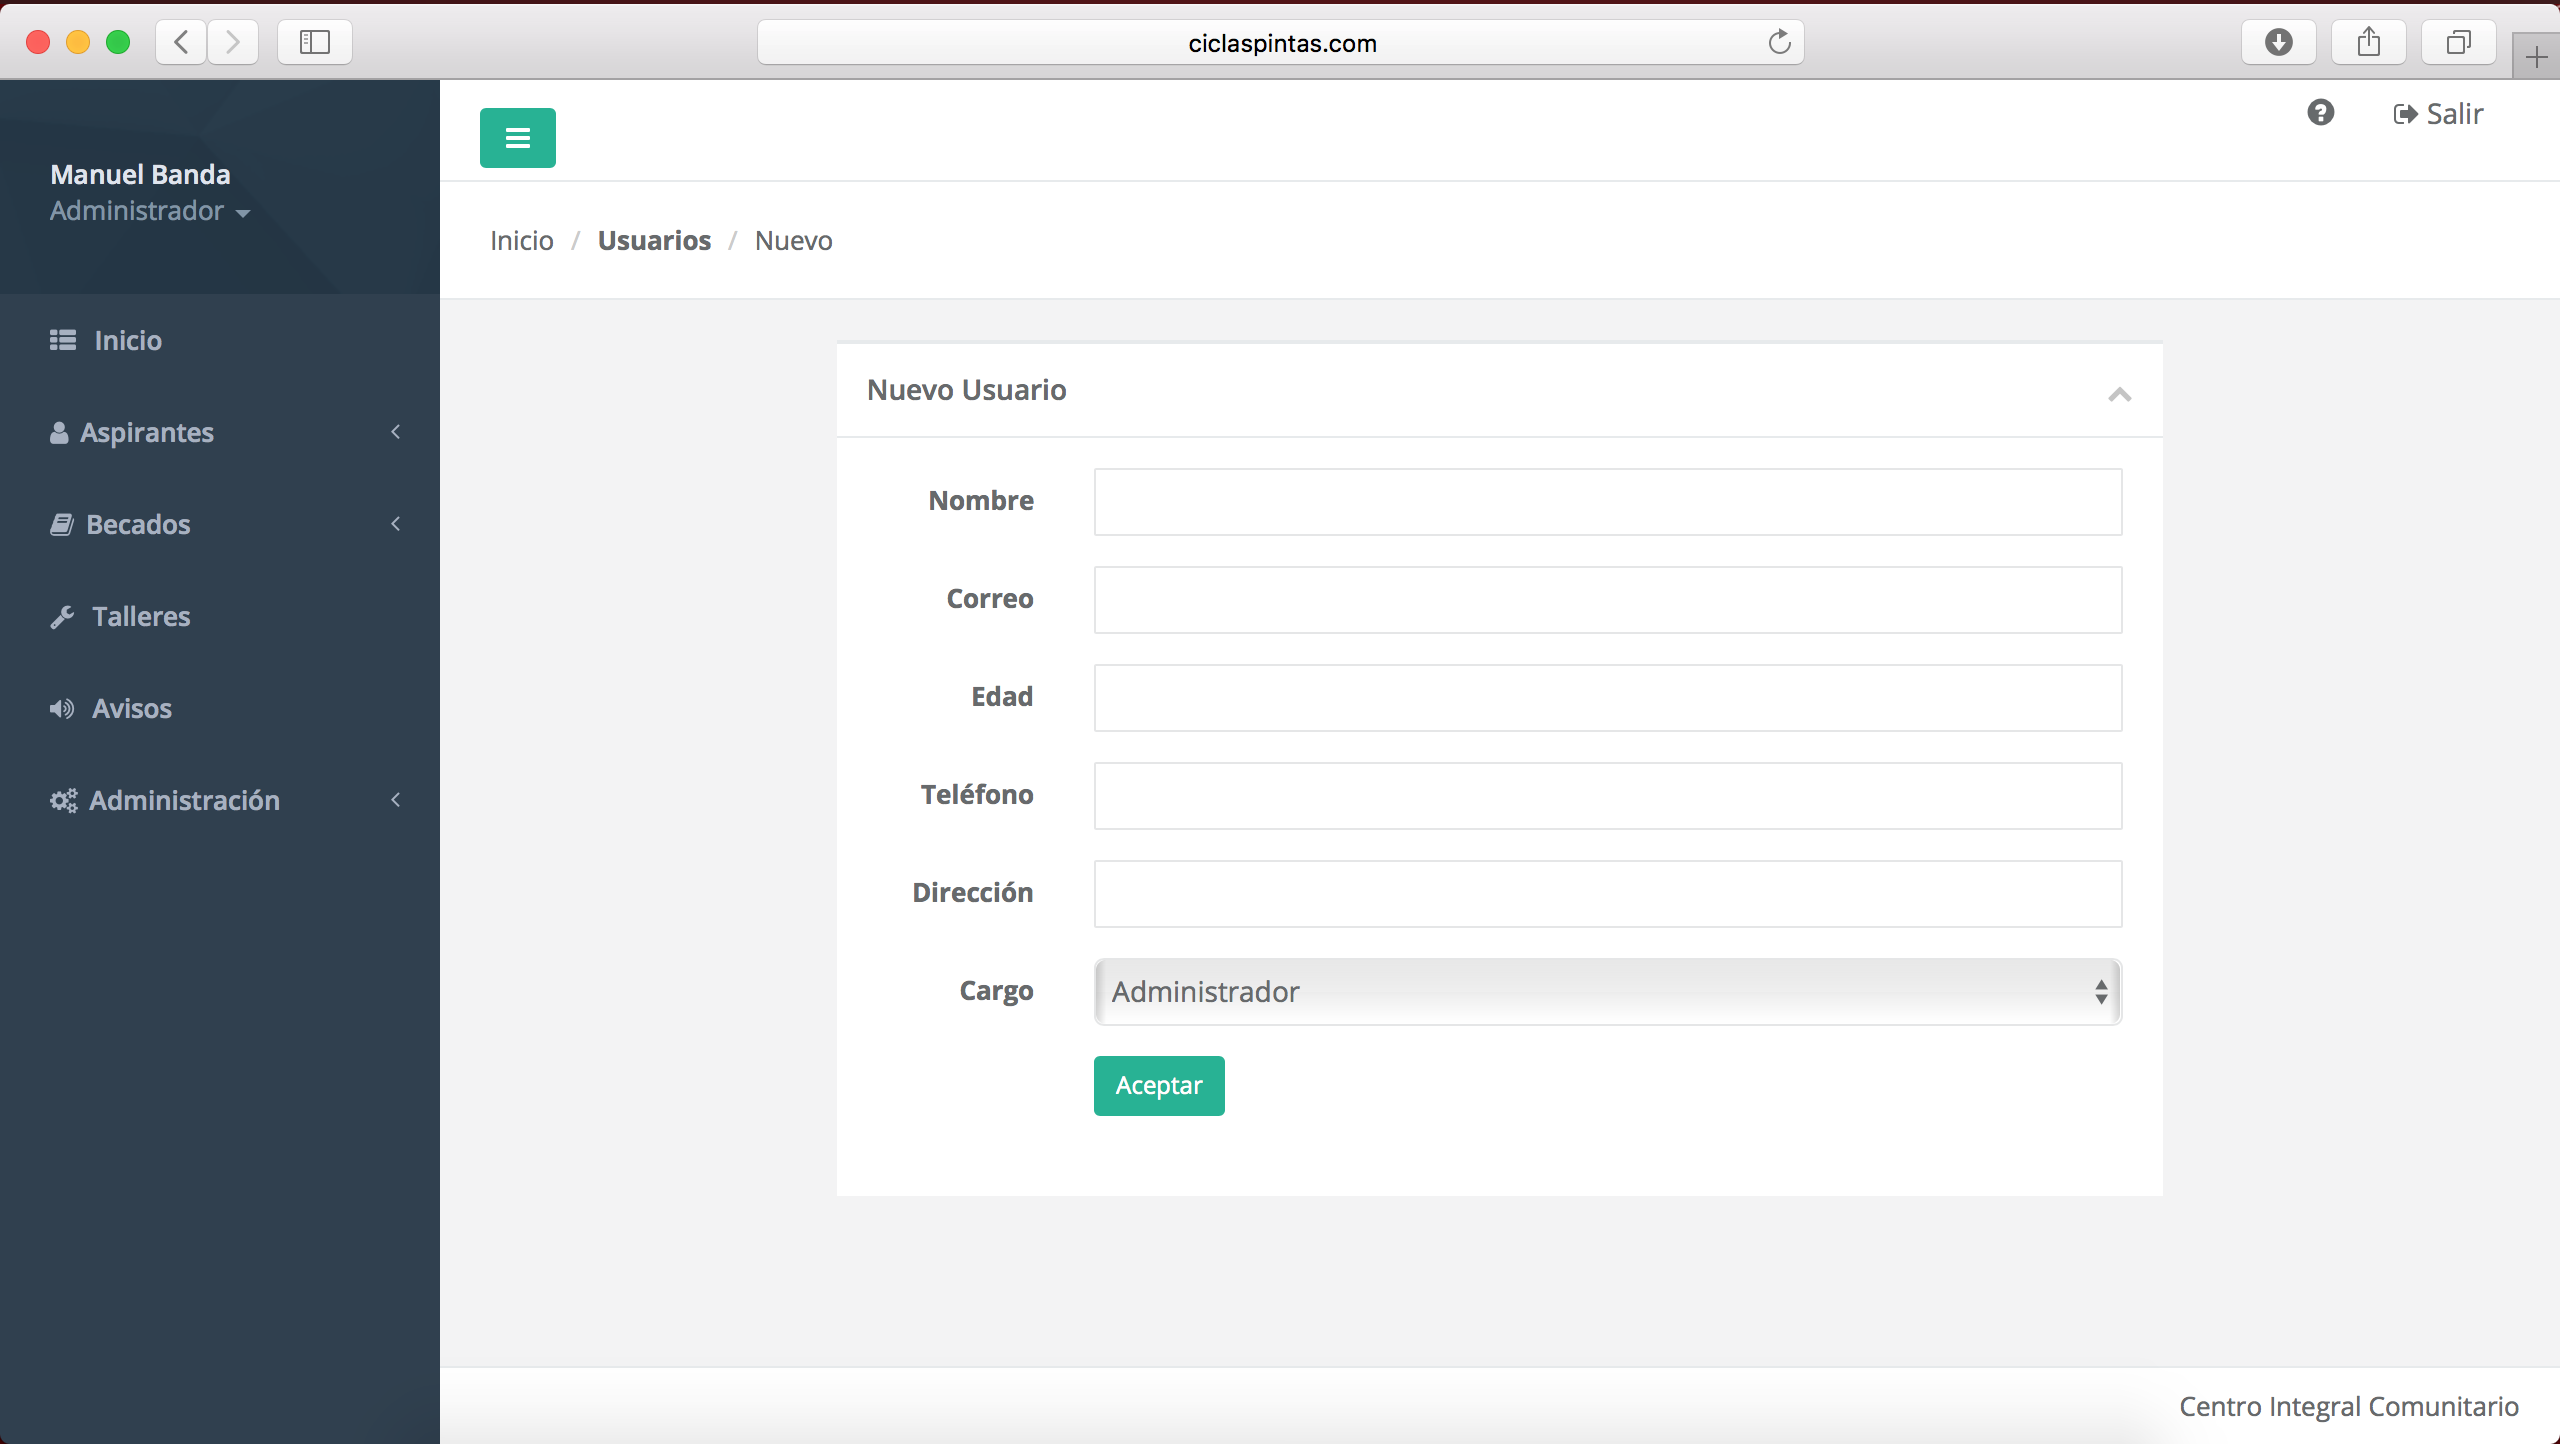 ciclaspintas.com
Manuel Banda
Administrador
Inicio
Aspirantes
Becados
Talleres
Avisos
Administración
Salir
Inicio / Usuarios / Nuevo
Nuevo Usuario
Nombre
Correo
Edad
Teléfono
Dirección
Cargo Administrador
Aceptar
Centro Integral Comunitario